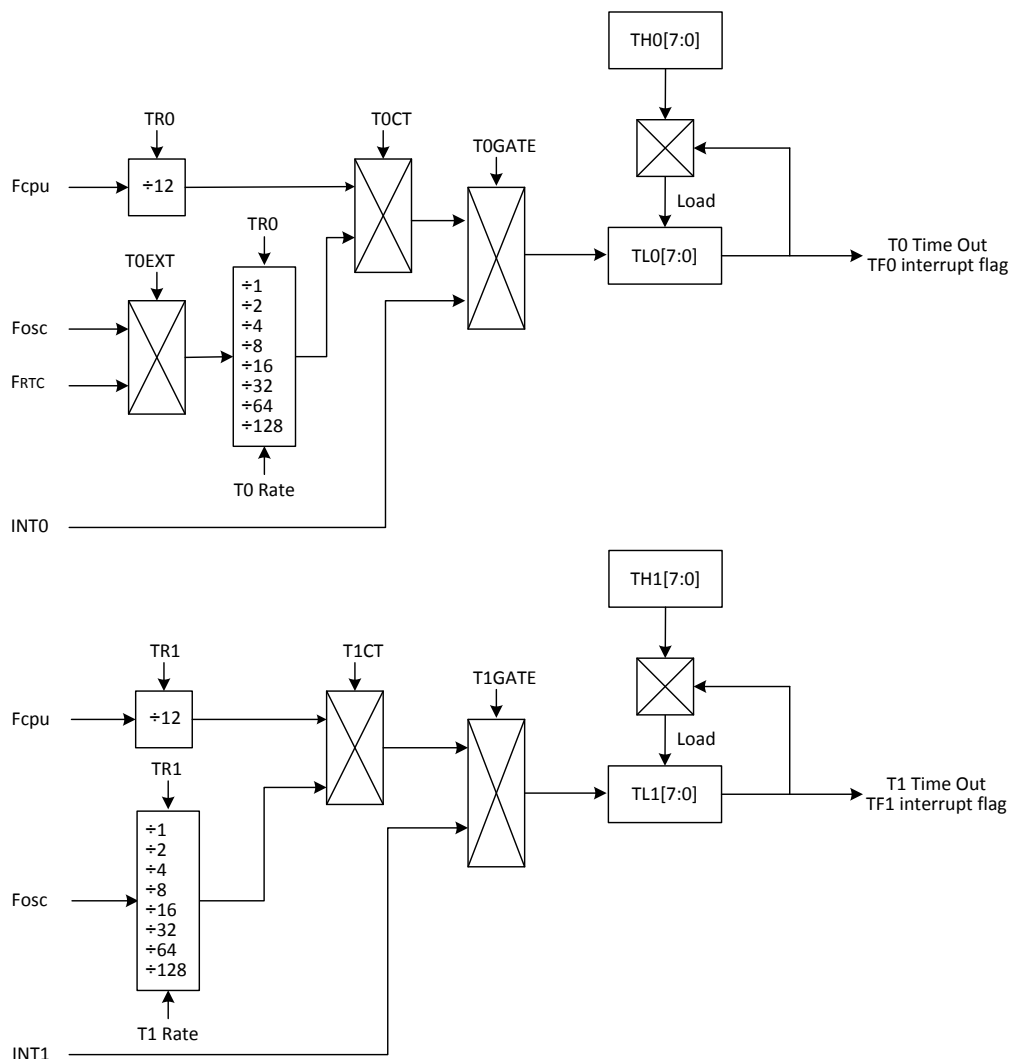 TH0[7:0]
TR0
T0CT
T0GATE
Fcpu
÷12
Load
TR0
TL0[7:0]
T0 Time Out
TF0 interrupt flag
T0EXT
÷1
÷2
÷4
÷8
÷16
÷32
÷64
÷128
Fosc
FRTC
T0 Rate
INT0
TH1[7:0]
TR1
T1CT
T1GATE
Fcpu
÷12
Load
TR1
TL1[7:0]
T1 Time Out
TF1 interrupt flag
÷1
÷2
÷4
÷8
÷16
÷32
÷64
÷128
Fosc
T1 Rate
INT1